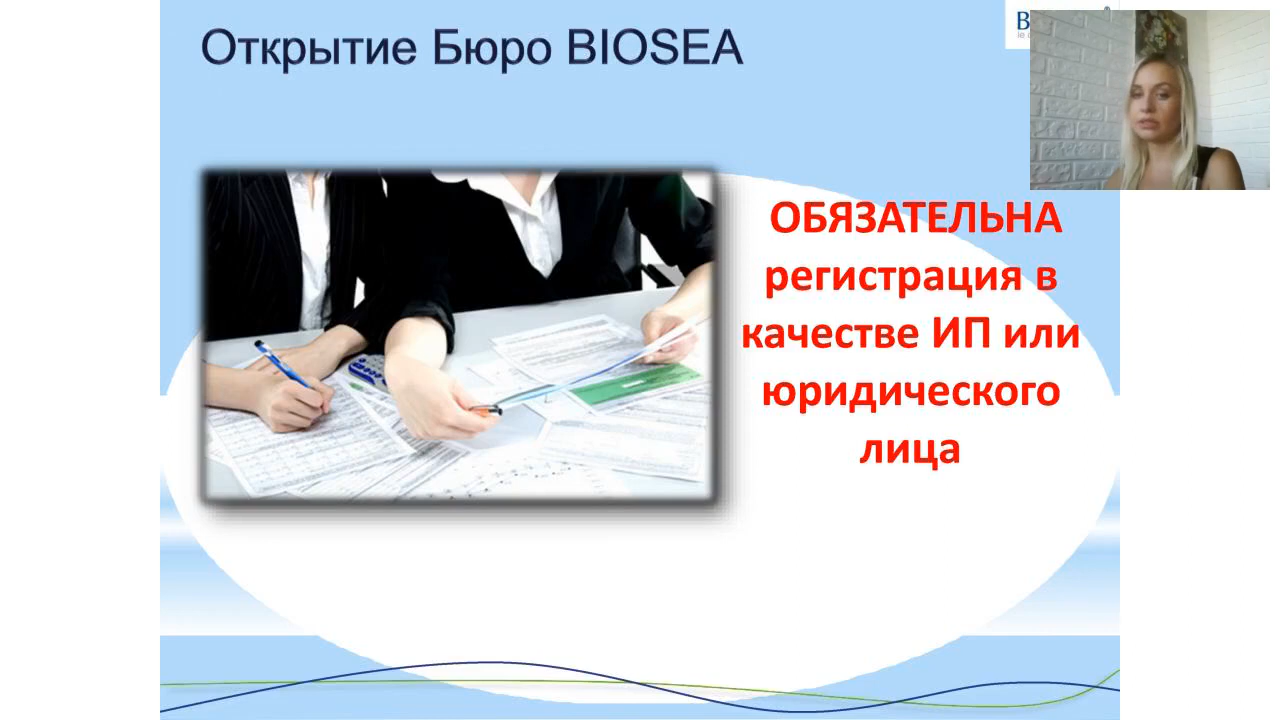 Открытие Бюро BIOSEA
ОБЯЗАТЕЛЬНА
регистрация в
качестве ИП или
юридического
лица